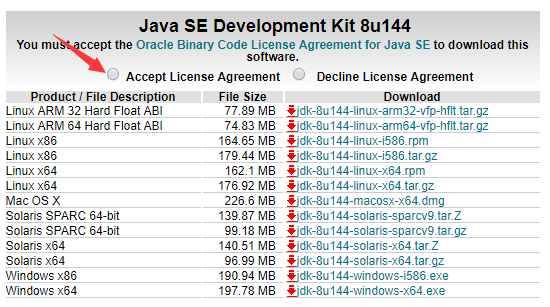 Java SE Development Kit 8u144
You must accept the Oracle Binary Code License Agreement for Java SE to download this
software.
Accept License Agreement Decline License Agreement
Product / File Description File Size Download
Linux ARM 32 Hard Float ABI 77.89 MB jdk-8u144-linux-arm32-vfp-hflt.tar.gz
Linux ARM 64 Hard Float ABI 74.83 MB jdk-8u144-linux-arm64-vfp-hflt.tar.gz
Linux x86 164.65 MB jdk-8u144-linux-i586.rpm
Linux x86 179.44 MB jdk-8u144-linux-i586.tar.gz
Linux x64 162.1 MB jdk-8u144-linux-x64.rpm
Linux x64 176.92 MB jdk-8u144-linux-x64.tar.gz
Mac OS X 226.6 MB jdk-8u144-macosx-x64.dmg
Solaris SPARC 64-bit 139.87 MB jdk-8u144-solaris-sparcv9.tar.Z
Solaris SPARC 64-bit 99.18 MB jdk-8u144-solaris-sparcv9.tar.gz
Solaris x64 140.51 MB jdk-8u144-solaris-x64.tar.Z
Solaris x64 96.99 MB jdk-8u144-solaris-x64.tar.gz
Windows x86 190.94 MB jdk-8u144-windows-i586.exe
Windows x64 197.78 MB jdk-8u144-windows-x64.exe